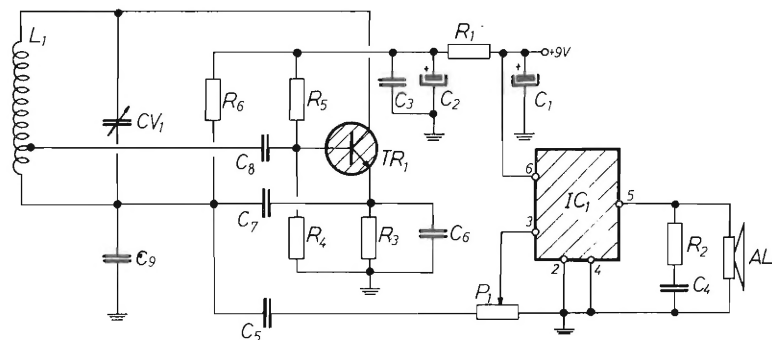 L1
CV1
R6
R5
C3
+
C2
R1
+9V
+
C1
C8
TR1
C7
R4
R3
C6
C9
C5
P1
6
3
IC1
5
2
4
R2
C4
AL